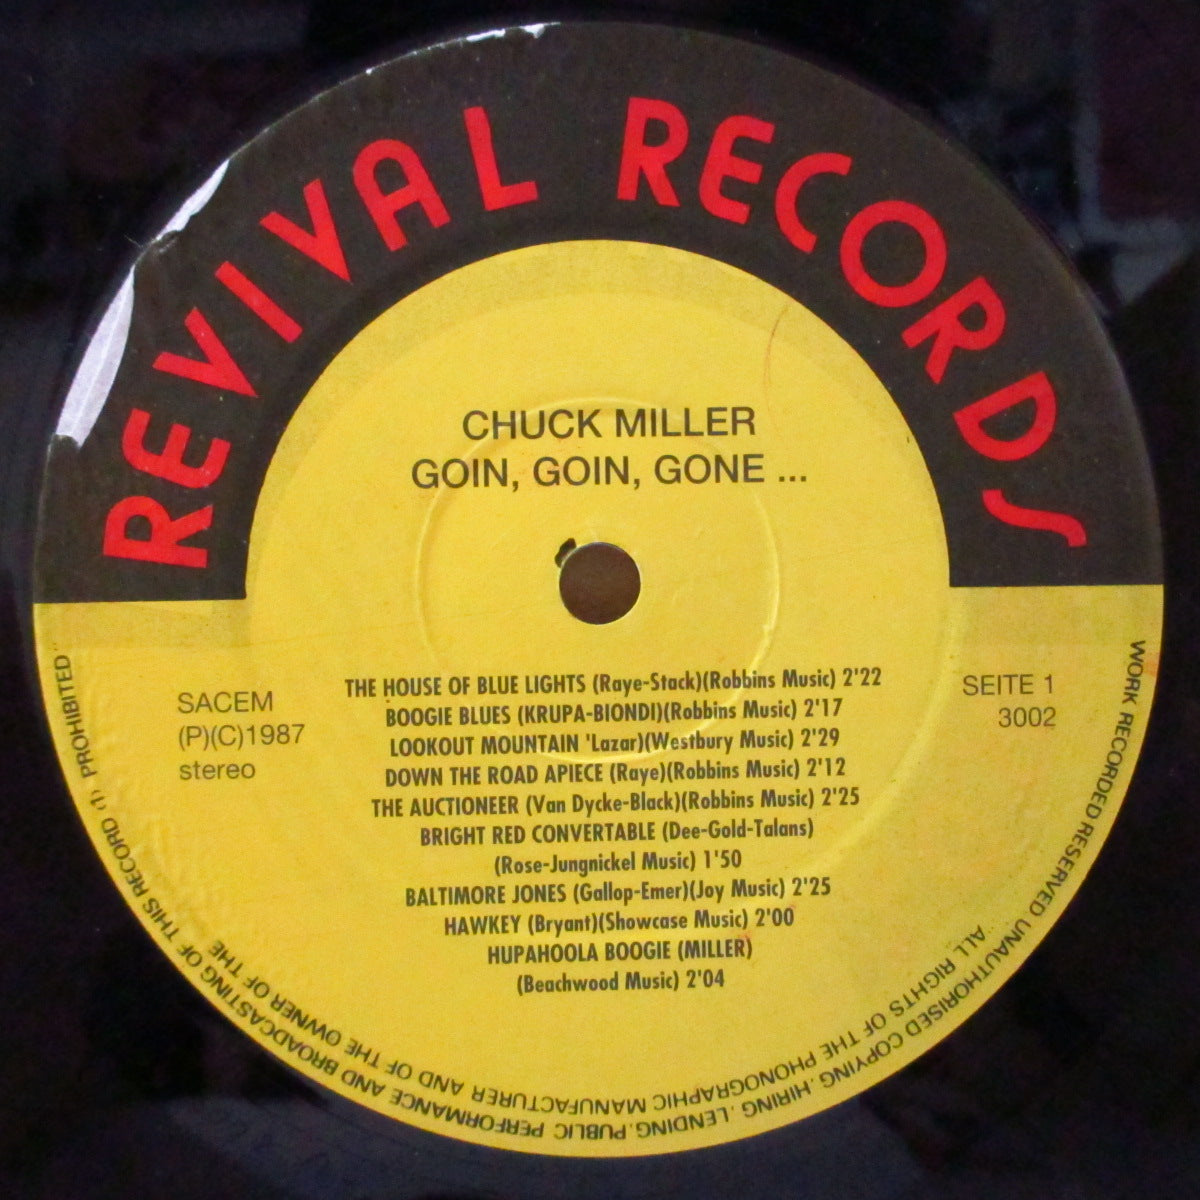 REVIVAL RECORDS
CHUCK MILLER
GOIN, GOIN, GONE ...
SACEM
(P)(C)1987
stereo
SEITE 1
3002
THE HOUSE OF BLUE LIGHTS (Raye-Stack)(Robbins Music) 2'22
BOOGIE BLUES (KRUPA-BIONDI)(Robbins Music) 2'17
LOOKOUT MOUNTAIN 'Lazar)(Westbury Music) 2'29
DOWN THE ROAD APIECE (Raye)(Robbins Music) 2'12
THE AUCTIONEER (Van Dycke-Black)(Robbins Music) 2'25
BRIGHT RED CONVERTABLE (Dee-Gold-Talans)
(Rose-Jungnickel Music) 1'50
BALTIMORE JONES (Gallop-Emer)(Joy Music) 2'25
HAWKEY (Bryant)(Showcase Music) 2'00
HUPAHOOLA BOOGIE (MILLER)
(Beachwood Music) 2'04
ALL RIGHTS OF THE PHONOGRAPHIC MANUFACTURER AND OF THE OWNER OF THE
WORK RECORDED RESERVED UNAUTHORISED COPYING . HIRING . LENDING . PUBLIC PERFORMANCE AND BROADCASTING OF THIS RECORD (1) PROHIBITED